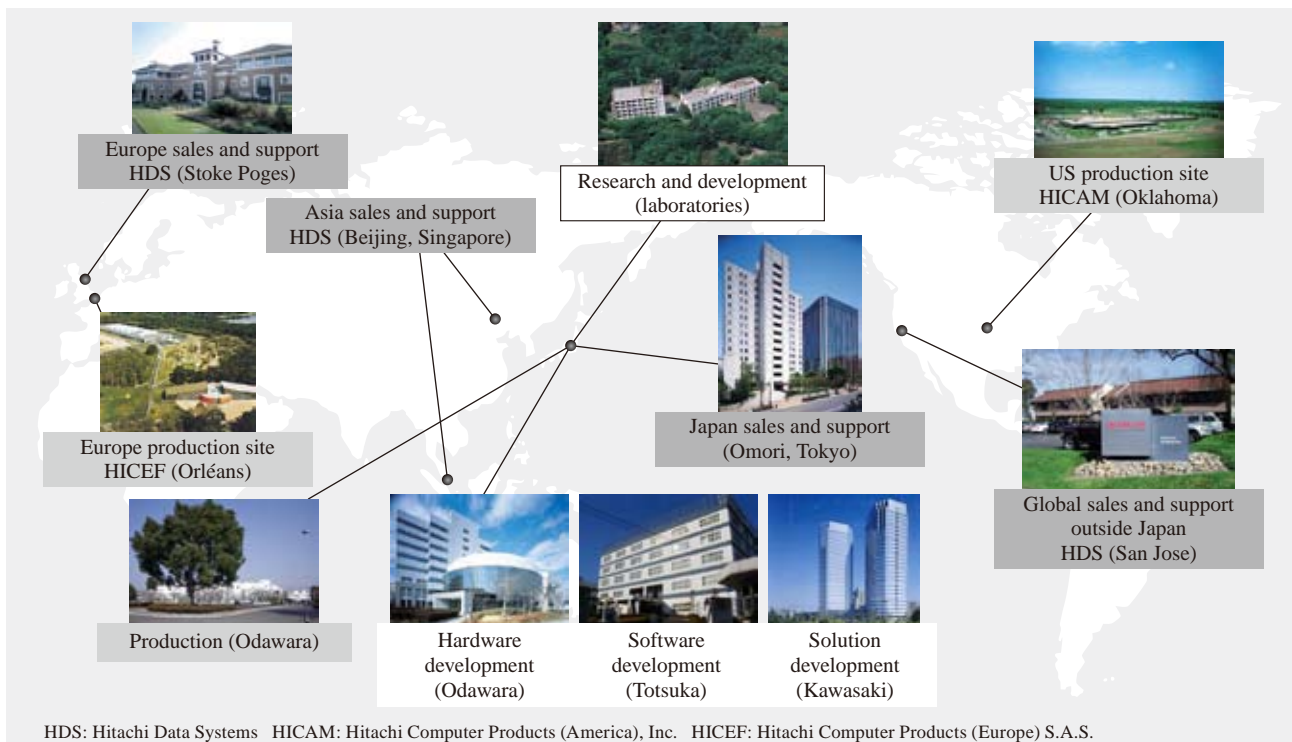 Europe sales and support
HDS (Stoke Poges)
Asia sales and support
HDS (Beijing, Singapore)
Research and development
(laboratories)
US production site
HICAM (Oklahoma)
Europe production site
HICEF (Orléans)
Japan sales and support
(Omori, Tokyo)
Global sales and support
outside Japan
HDS (San Jose)
Production (Odawara)
Hardware
development
(Odawara)
Software
development
(Totsuka)
Solution
development
(Kawasaki)
HDS: Hitachi Data Systems HICAM: Hitachi Computer Products (America), Inc. HICEF: Hitachi Computer Products (Europe) S.A.S.